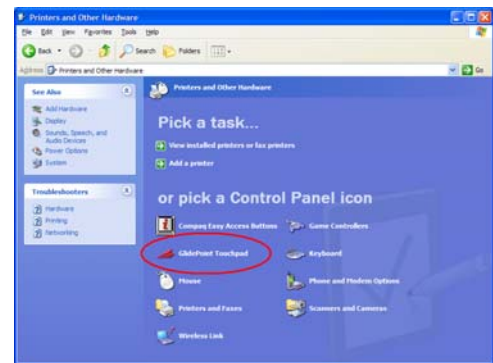 Printers and Other Hardware
File Edit View Favorites Tools Help
Back Search Folders
Address Printers and Other Hardware Go
See Also
Add Hardware
Display
Sounds, Speech, and
Audio Devices
Power Options
System
Troubleshooters
Hardware
Printing
Networking
Printers and Other Hardware
Pick a task...
View installed printers or fax printers
Add a printer
or pick a Control Panel icon
Compaq Easy Access Buttons Game Controllers
GlidePoint Touchpad Keyboard
Mouse Phone and Modem Options
Printers and Faxes Scanners and Cameras
Wireless Link